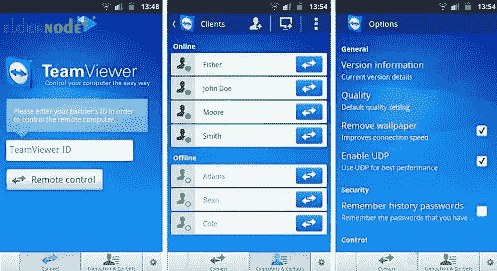 13:48
eldernode
TeamViewer
Control your computer the easy way
Please enter your partner's ID in order
to control the remote computer.
TeamViewer ID
Remote control
Connect
Computers & Contacts
13:54
Clients
Online
Fisher
John Doe
Moore
Smith
Offline
Adams
Bean
Cole
Connect
Computers & Contacts
13:54
Options
General
Version information
Current version details
Quality
Default quality setting
Remove wallpaper
Improves connection speed
Enable UDP
Use UDP for best performance
Security
Remember history passwords
Remember the passwords that you have
Control
Connect
Computers & Contacts